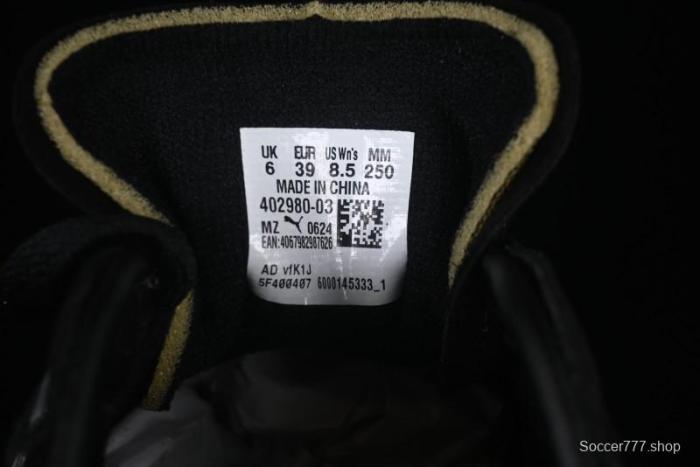 UK EUR US Wn's MM
6 39 8.5 250
MADE IN CHINA
402980-03
MZ 0624
EAN:4067982987626
AD vfK1J
5F400407 6000145333_1
Soccer777.shop